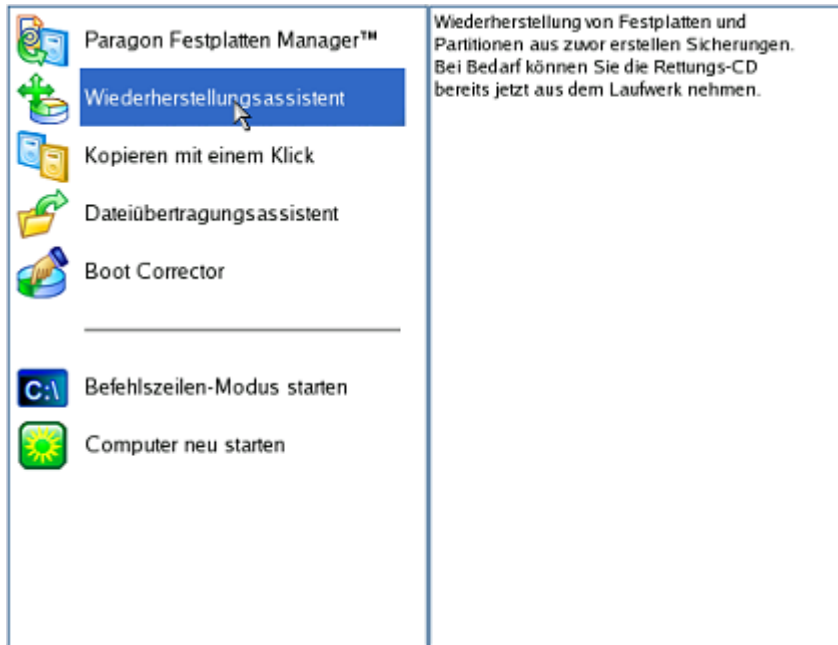 Paragon Festplatten Manager™
Wiederherstellungsassistent
Kopieren mit einem Klick
Dateiübertragungsassistent
Boot Corrector
C:\
Befehlszeilen-Modus starten
Computer neu starten
Wiederherstellung von Festplatten und
Partitionen aus zuvor erstellen Sicherungen.
Bei Bedarf können Sie die Rettungs-CD
bereits jetzt aus dem Laufwerk nehmen.